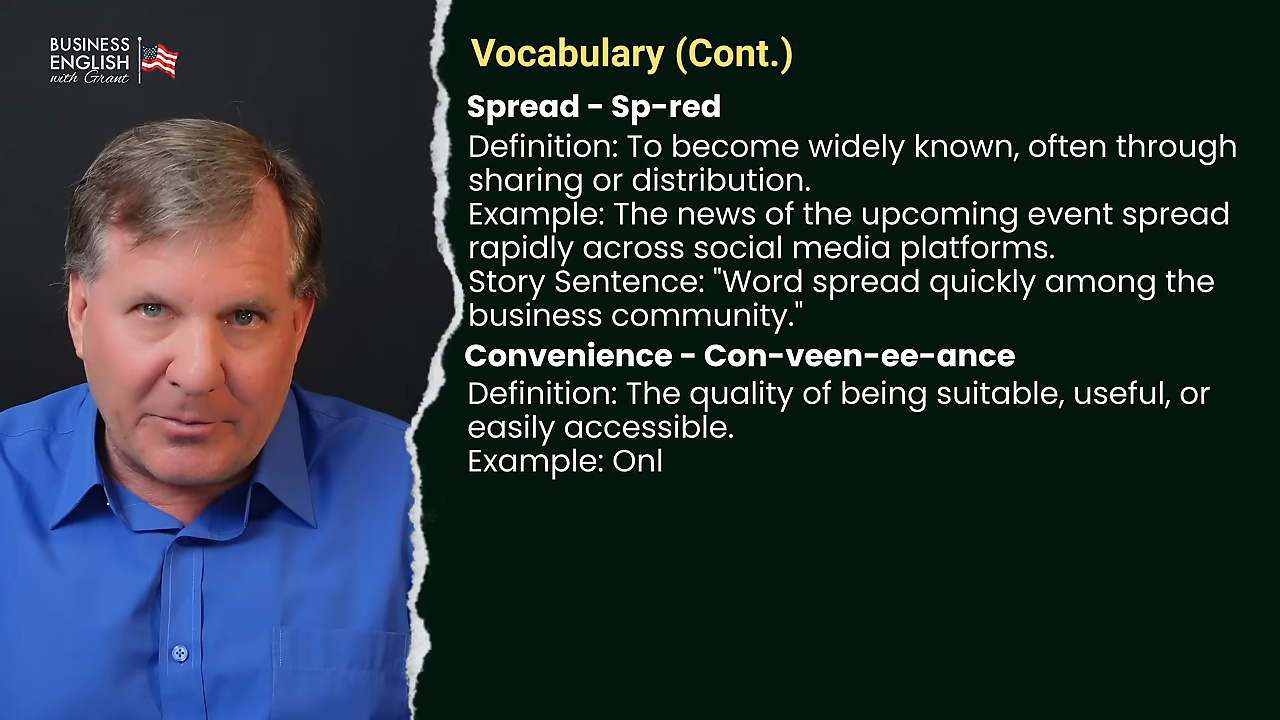 BUSINESS
ENGLISH
with Grant
Vocabulary (Cont.)
Spread - Sp-red
Definition: To become widely known, often through
sharing or distribution.
Example: The news of the upcoming event spread
rapidly across social media platforms.
Story Sentence: "Word spread quickly among the
business community."
Convenience - Con-veen-ee-ance
Definition: The quality of being suitable, useful, or
easily accessible.
Example: Onl